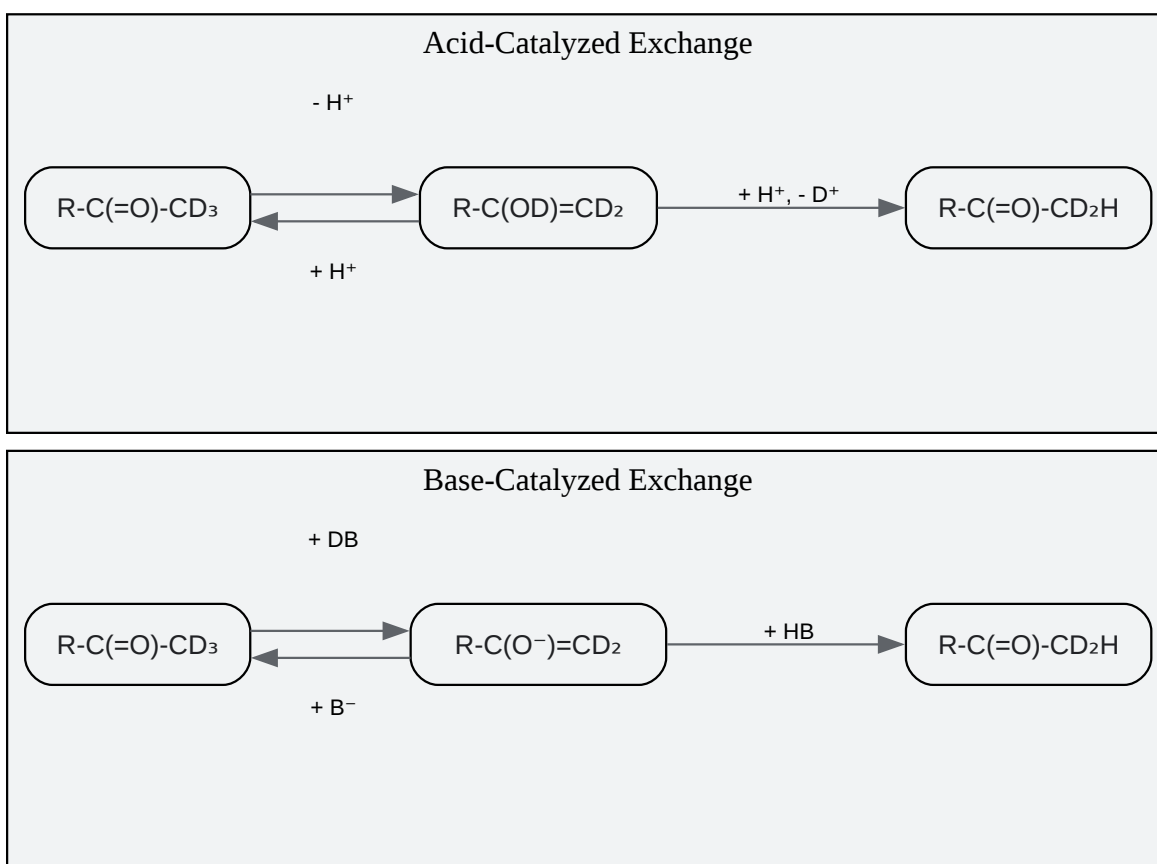 Acid-Catalyzed Exchange
- H⁺
R-C(=O)-CD₃
R-C(OD)=CD₂
+ H⁺, - D⁺
R-C(=O)-CD₂H
+ H⁺
Base-Catalyzed Exchange
+ DB
R-C(=O)-CD₃
R-C(O⁻)=CD₂
+ HB
R-C(=O)-CD₂H
+ B⁻